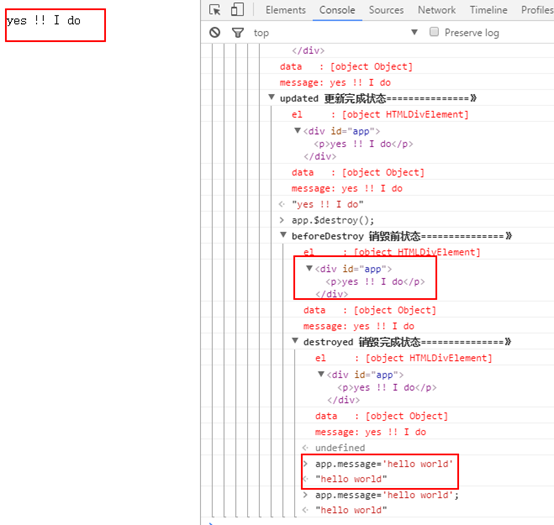 yes !! I do
Elements Console Sources Network Timeline Profiles
top Preserve log
</div>
data : [object Object]
message: yes !! I do
updated 更新完成状态===============》
el : [object HTMLDivElement]
<div id="app">
<p>yes !! I do</p>
</div>
data : [object Object]
message: yes !! I do
"yes !! I do"
app.$destroy();
beforeDestroy 销毁前状态===============》
el : [object HTMLDivElement]
<div id="app">
<p>yes !! I do</p>
</div>
data : [object Object]
message: yes !! I do
destroyed 销毁完成状态===============》
el : [object HTMLDivElement]
<div id="app">
<p>yes !! I do</p>
</div>
data : [object Object]
message: yes !! I do
undefined
app.message='hello world'
"hello world"
app.message='hello world';
"hello world"